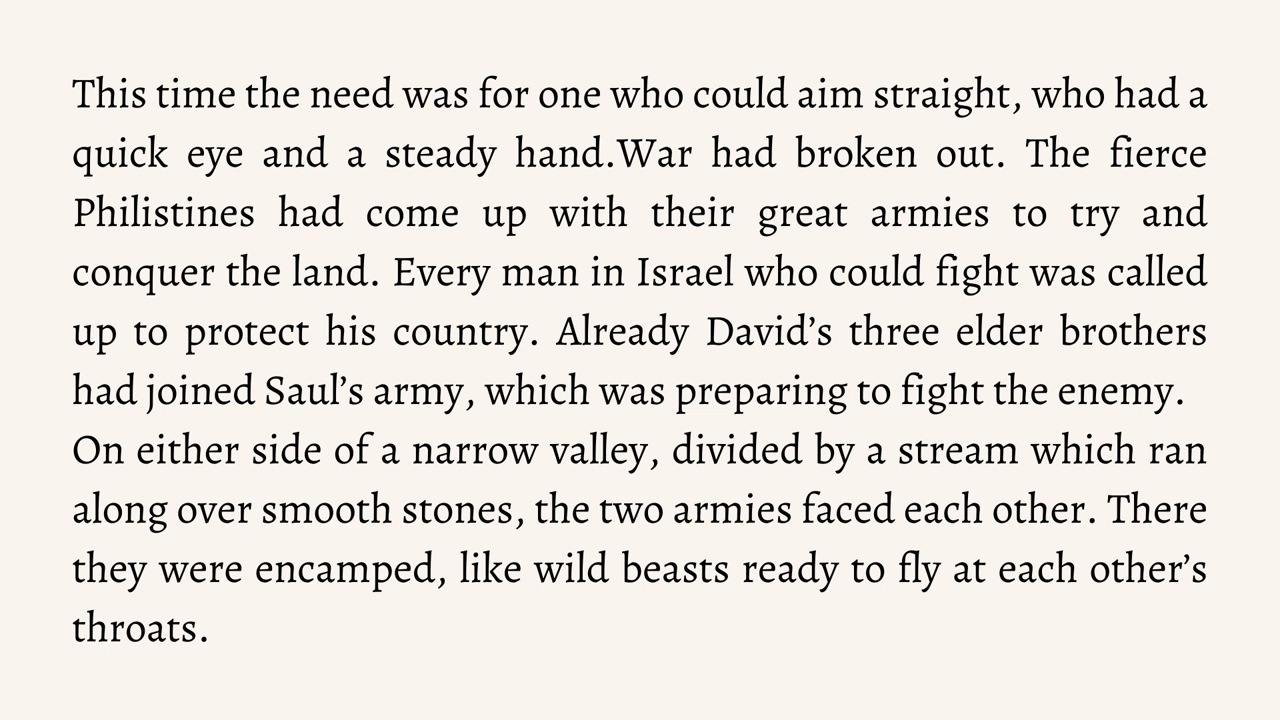 This time the need was for one who could aim straight, who had a
quick eye and a steady hand.War had broken out. The fierce
Philistines had come up with their great armies to try and
conquer the land. Every man in Israel who could fight was called
up to protect his country. Already David’s three elder brothers
had joined Saul’s army, which was preparing to fight the enemy.
On either side of a narrow valley, divided by a stream which ran
along over smooth stones, the two armies faced each other. There
they were encamped, like wild beasts ready to fly at each other’s
throats.